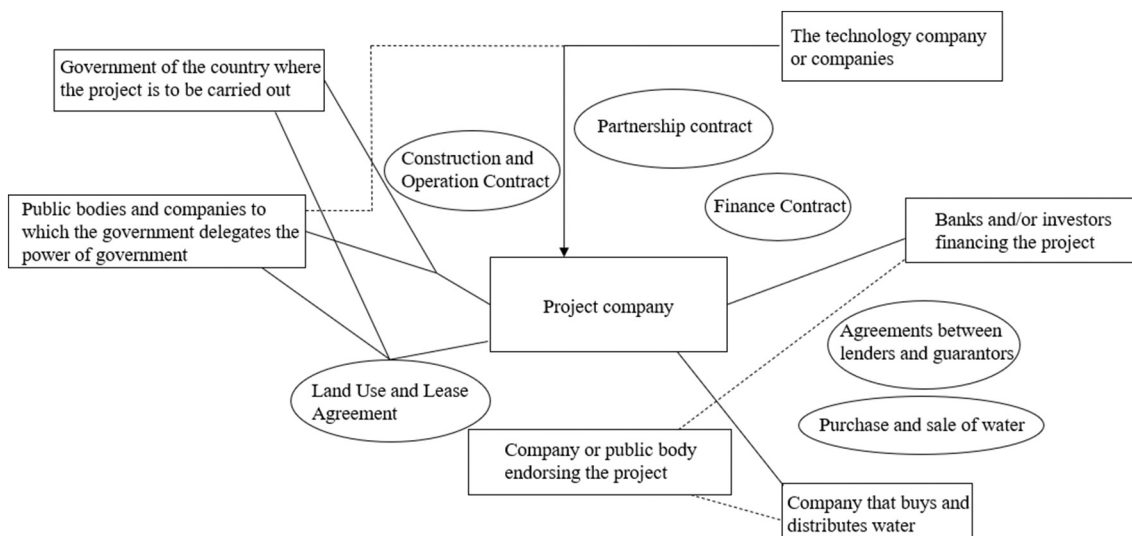 The technology company
or companies
Government of the country where
the project is to be carried out
Partnership contract
Construction and
Operation Contract
Public bodies and companies to
which the government delegates the
power of government
Finance Contract
Banks and/or investors
financing the project
Project company
Agreements between
lenders and guarantors
Land Use and Lease
Agreement
Purchase and sale of water
Company or public body
endorsing the project
Company that buys and
distributes water